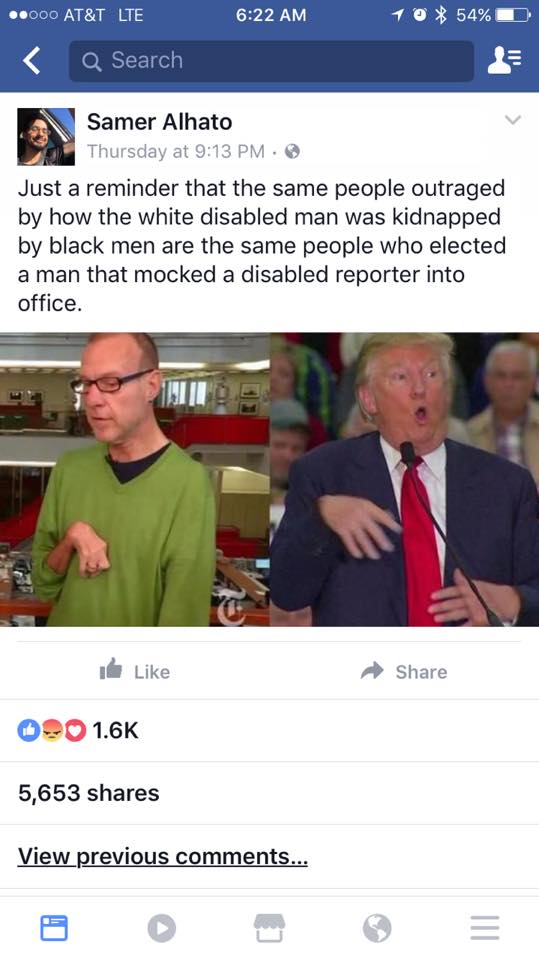 AT&T LTE 6:22 AM 54%
Search
Samer Alhato
Thursday at 9:13 PM ·
Just a reminder that the same people outraged
by how the white disabled man was kidnapped
by black men are the same people who elected
a man that mocked a disabled reporter into
office.
T
Like Share
1.6K
5,653 shares
View previous comments...